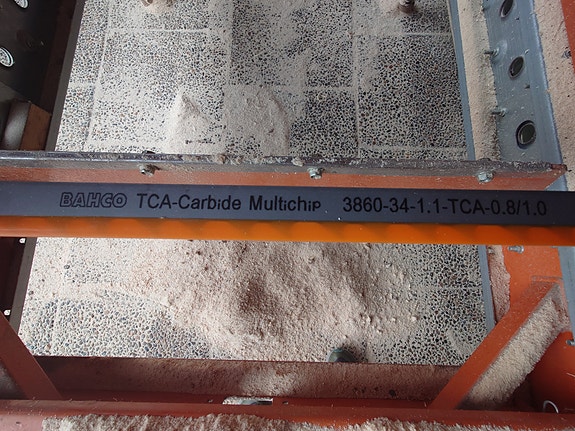 BAHCO TCA-Carbide Multichip 3860-34-1.1-TCA-0.8/1.0